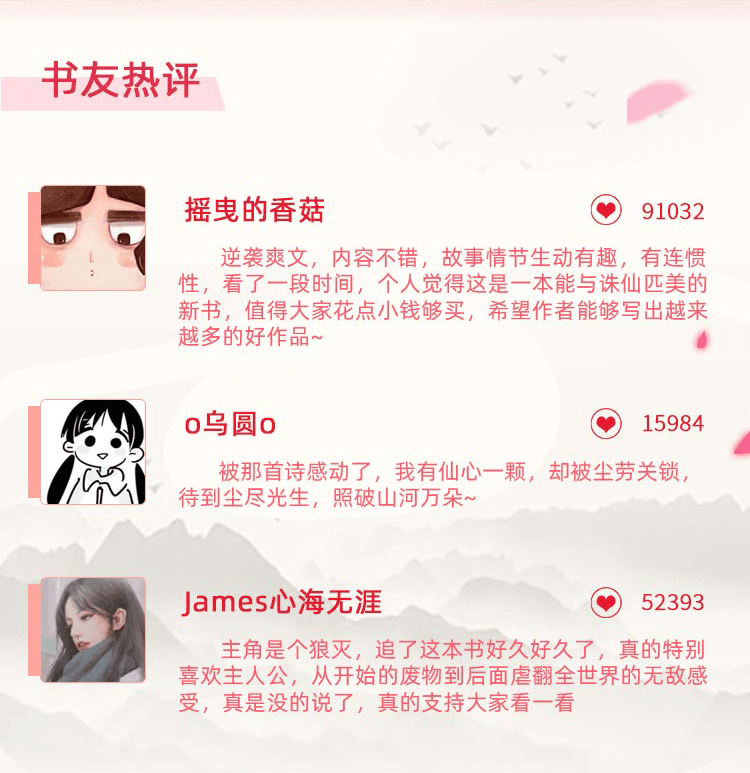 书友热评
摇曳的香菇 91032
逆袭爽文，内容不错，故事情节生动有趣，有连惯
性，看了一段时间，个人觉得这是一本能与诛仙匹美的
新书，值得大家花点小钱够买，希望作者能够写出越来
越多的好作品~
o乌圆o 15984
被那首诗感动了，我有仙心一颗，却被尘劳关锁，
待到尘尽光生，照破山河万朵~
James心海无涯 52393
主角是个狼灭，追了这本书好久好久了，真的特别
喜欢主人公，从开始的废物到后面虐翻全世界的无敌感
受，真是没的说了，真的支持大家看一看